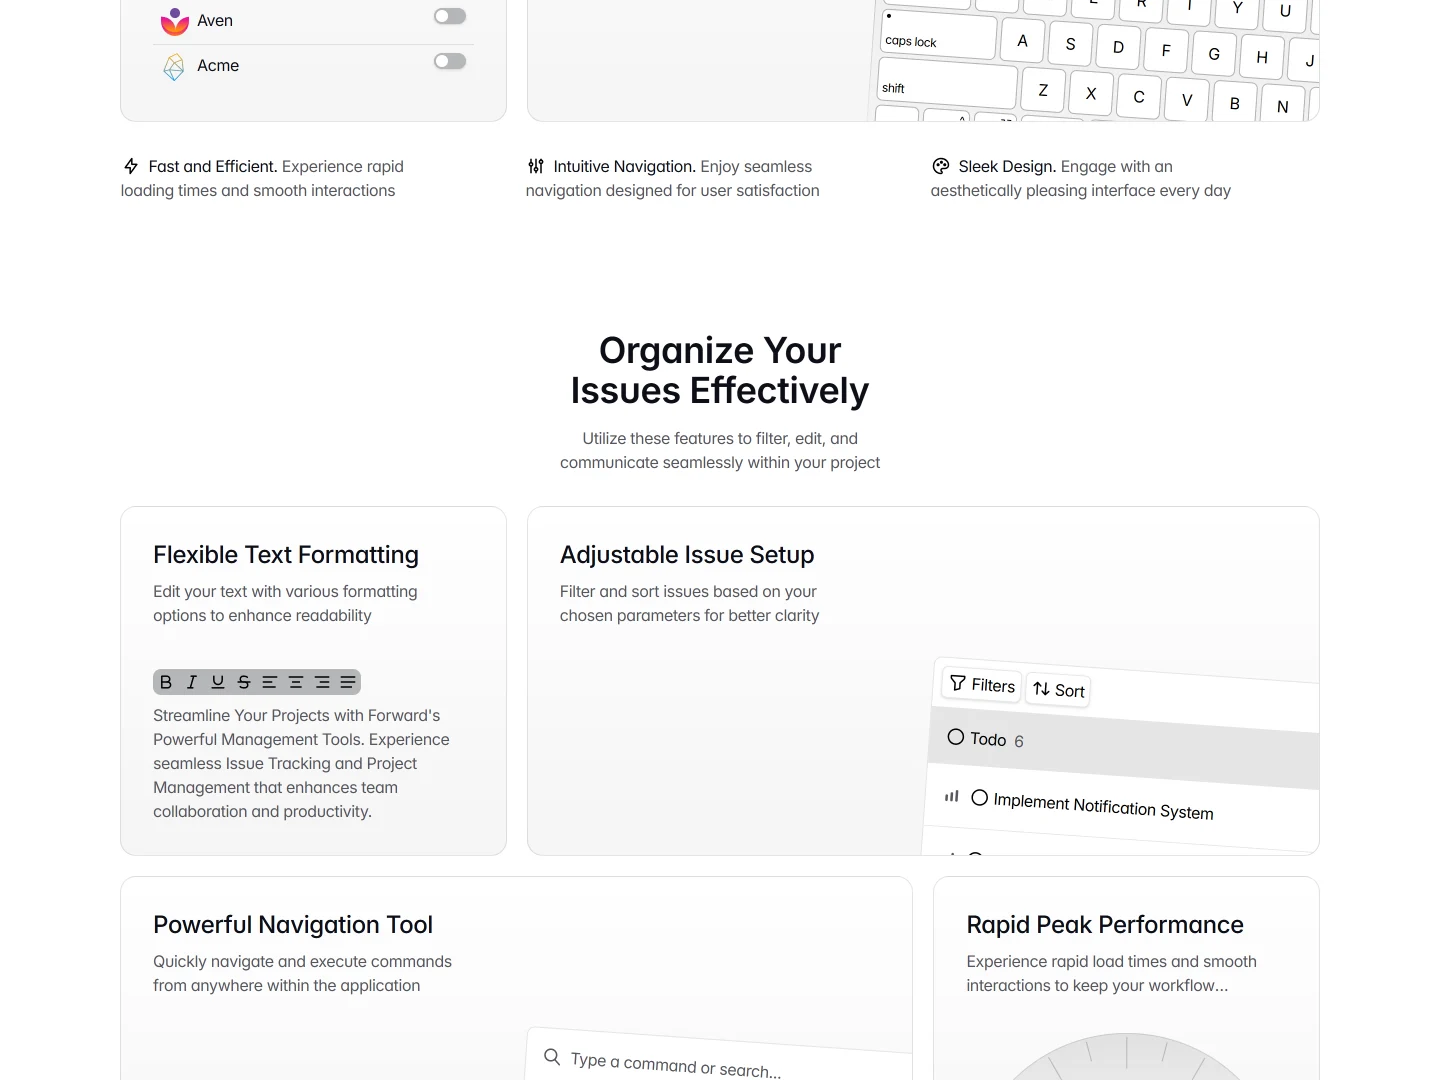 Aven
Acme
E R T Y U
caps lock A S D F G H J
shift Z X C V B N
Fast and Efficient. Experience rapid
loading times and smooth interactions
Intuitive Navigation. Enjoy seamless
navigation designed for user satisfaction
Sleek Design. Engage with an
aesthetically pleasing interface every day
Organize Your
Issues Effectively
Utilize these features to filter, edit, and
communicate seamlessly within your project
Flexible Text Formatting
Edit your text with various formatting
options to enhance readability
B I U S
Streamline Your Projects with Forward's
Powerful Management Tools. Experience
seamless Issue Tracking and Project
Management that enhances team
collaboration and productivity.
Adjustable Issue Setup
Filter and sort issues based on your
chosen parameters for better clarity
Filters Sort
Todo 6
Implement Notification System
Powerful Navigation Tool
Quickly navigate and execute commands
from anywhere within the application
Type a command or search...
Rapid Peak Performance
Experience rapid load times and smooth
interactions to keep your workflow...